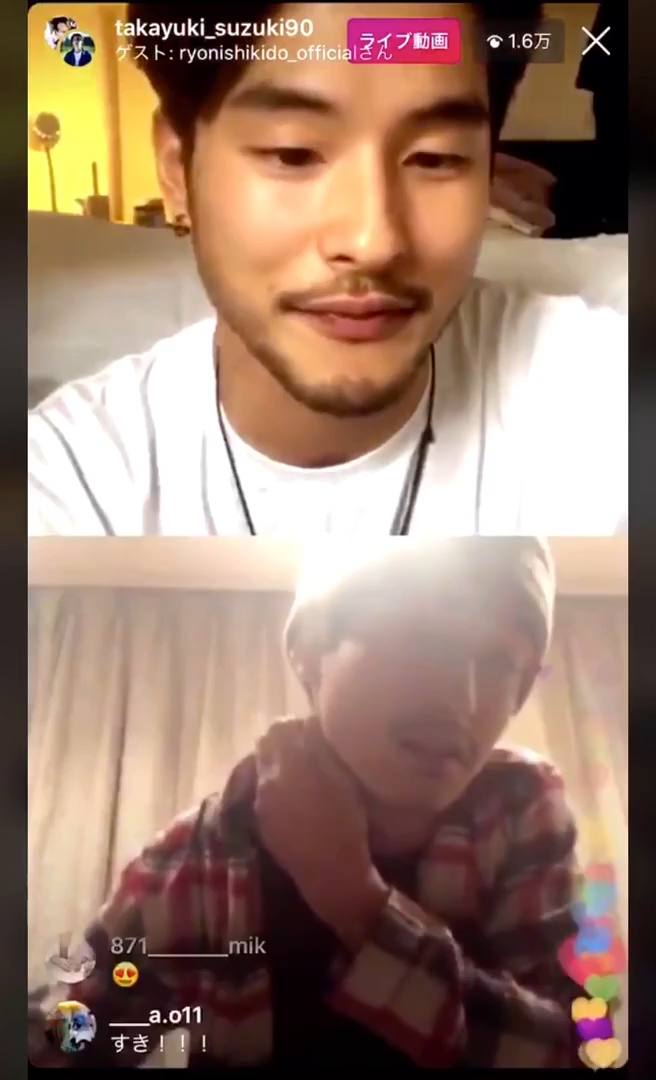 takayuki_suzuki90
ゲスト: ryonishikido_officialさん
ライブ動画
1.6万
871________mik
😍
___a.o11
すき！！！